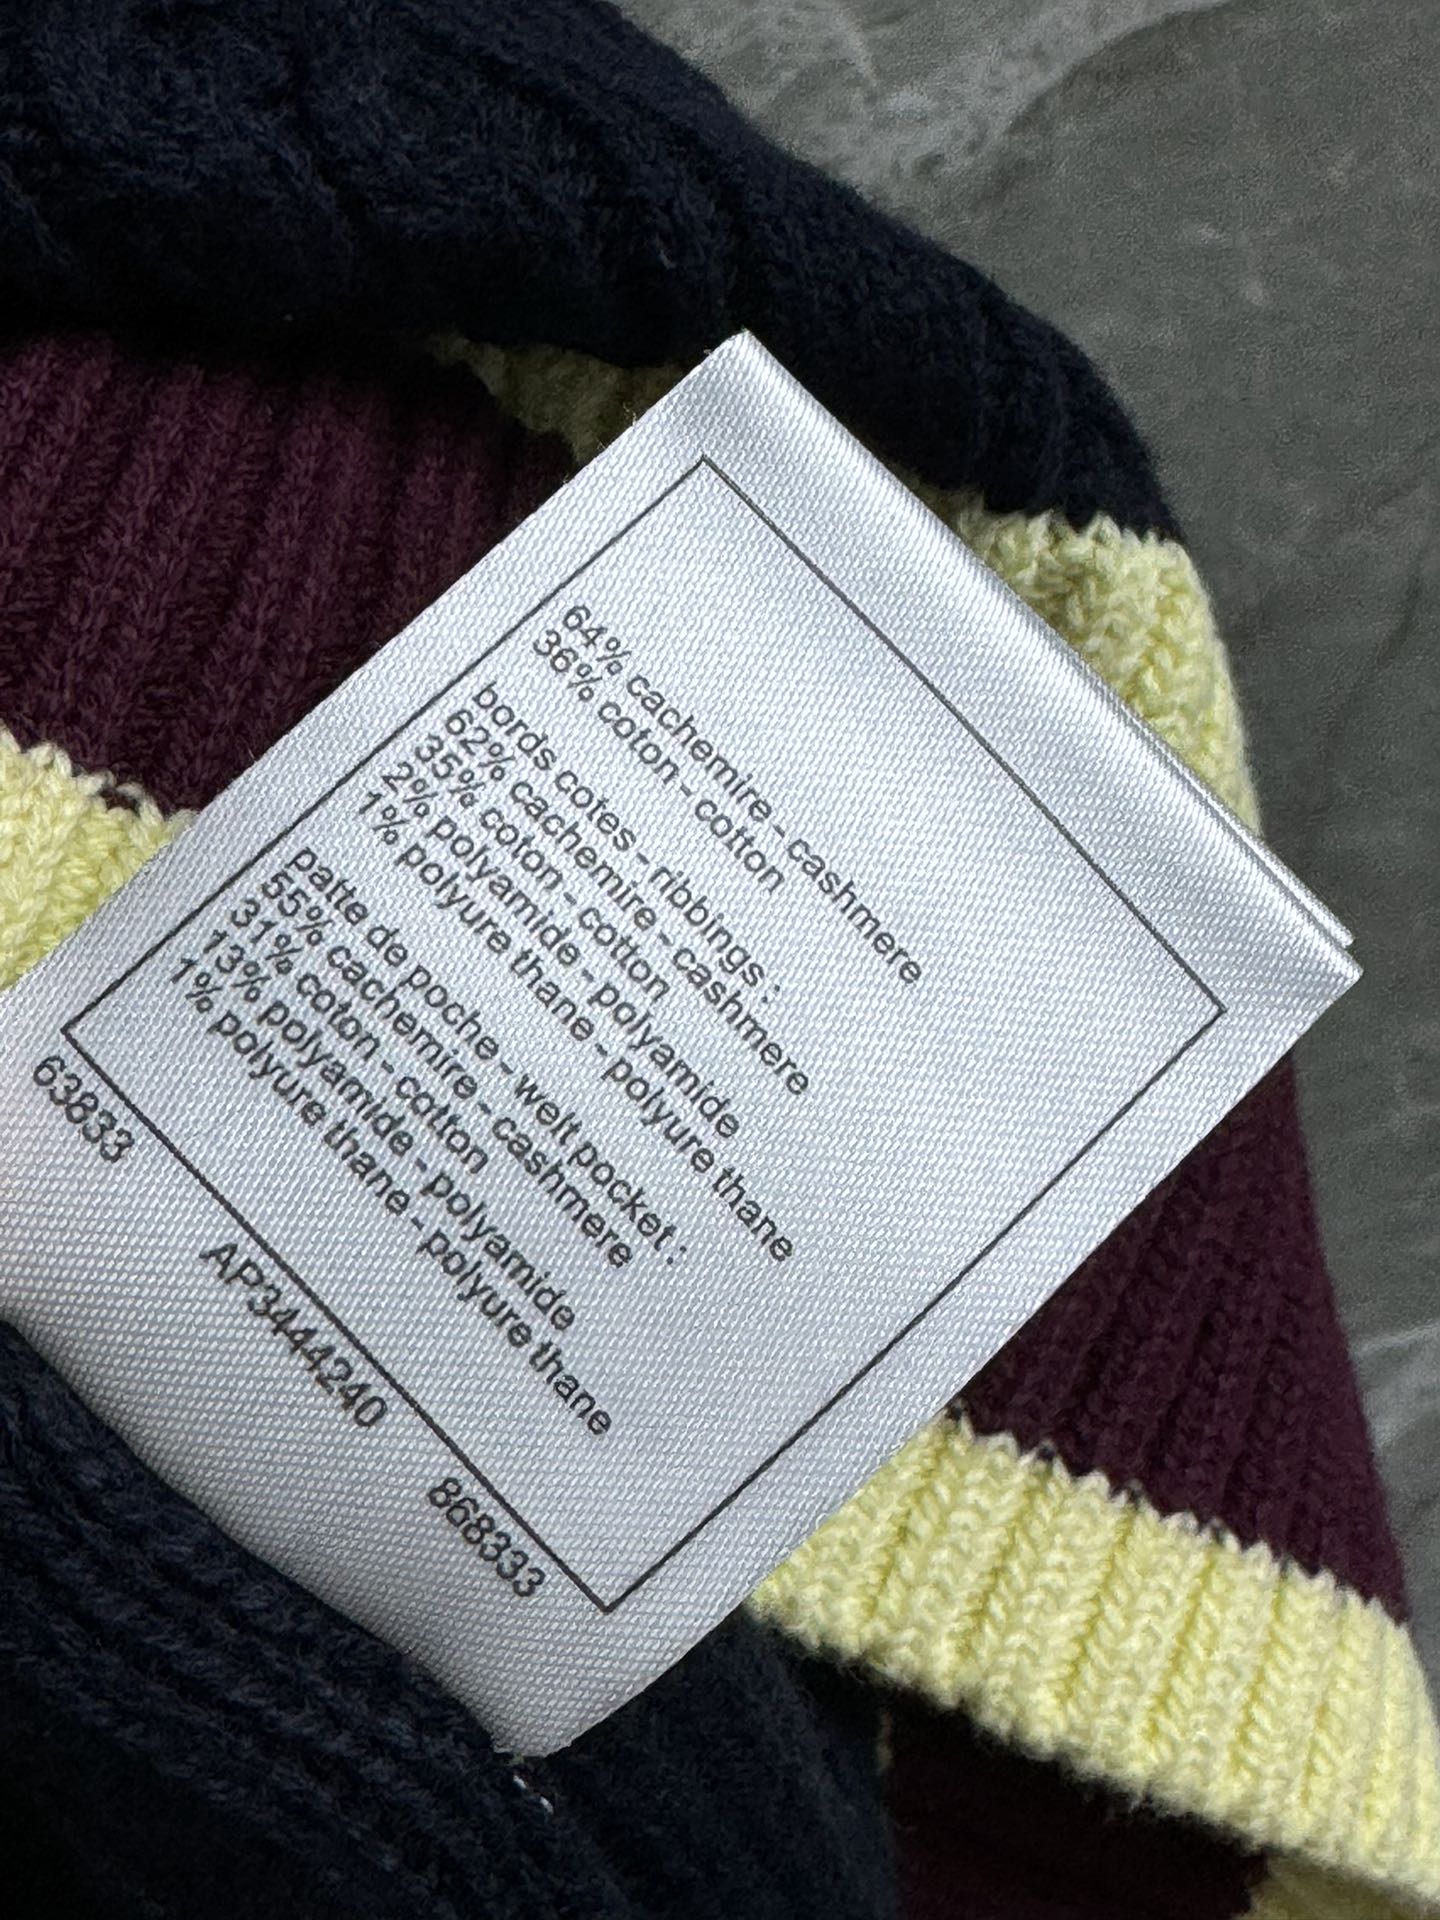 64% cachemire - cashmere
36% coton - cotton
bords cotes - ribbings :
62% cachemire - cashmere
35% coton - cotton
2% polyamide - polyamide
1% polyure thane - polyure thane
patte de poche - welt pocket :
55% cachemire - cashmere
31% coton - cotton
13% polyamide - polyamide
1% polyure thane - polyure thane
63833 AP3444240 868333